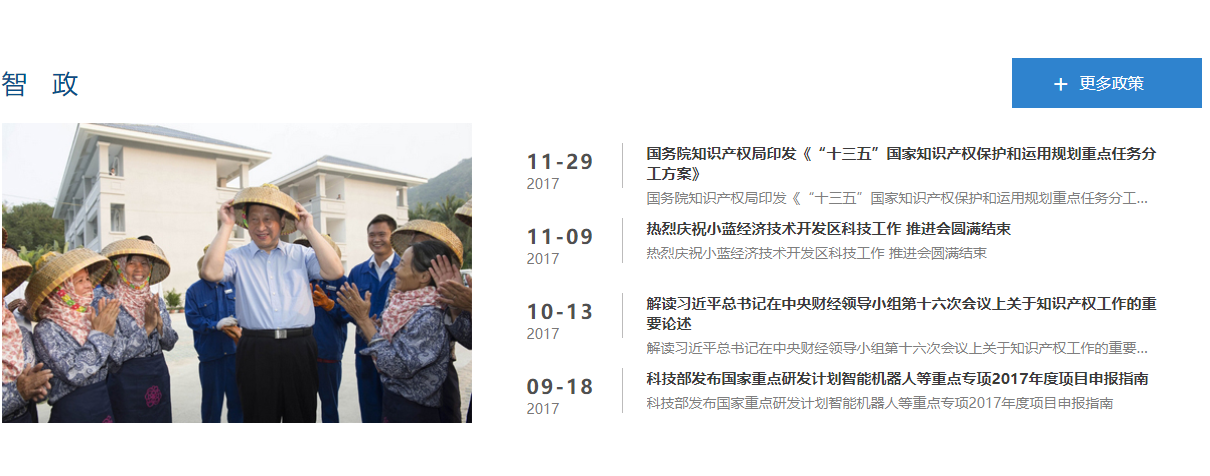 智 政
+ 更多政策
11-29
2017
国务院知识产权局印发《“十三五”国家知识产权保护和运用规划重点任务分
工方案》
国务院知识产权局印发《“十三五”国家知识产权保护和运用规划重点任务分工...
11-09
2017
热烈庆祝小蓝经济技术开发区科技工作 推进会圆满结束
热烈庆祝小蓝经济技术开发区科技工作 推进会圆满结束
10-13
2017
解读习近平总书记在中央财经领导小组第十六次会议上关于知识产权工作的重
要论述
解读习近平总书记在中央财经领导小组第十六次会议上关于知识产权工作的重要...
09-18
2017
科技部发布国家重点研发计划智能机器人等重点专项2017年度项目申报指南
科技部发布国家重点研发计划智能机器人等重点专项2017年度项目申报指南